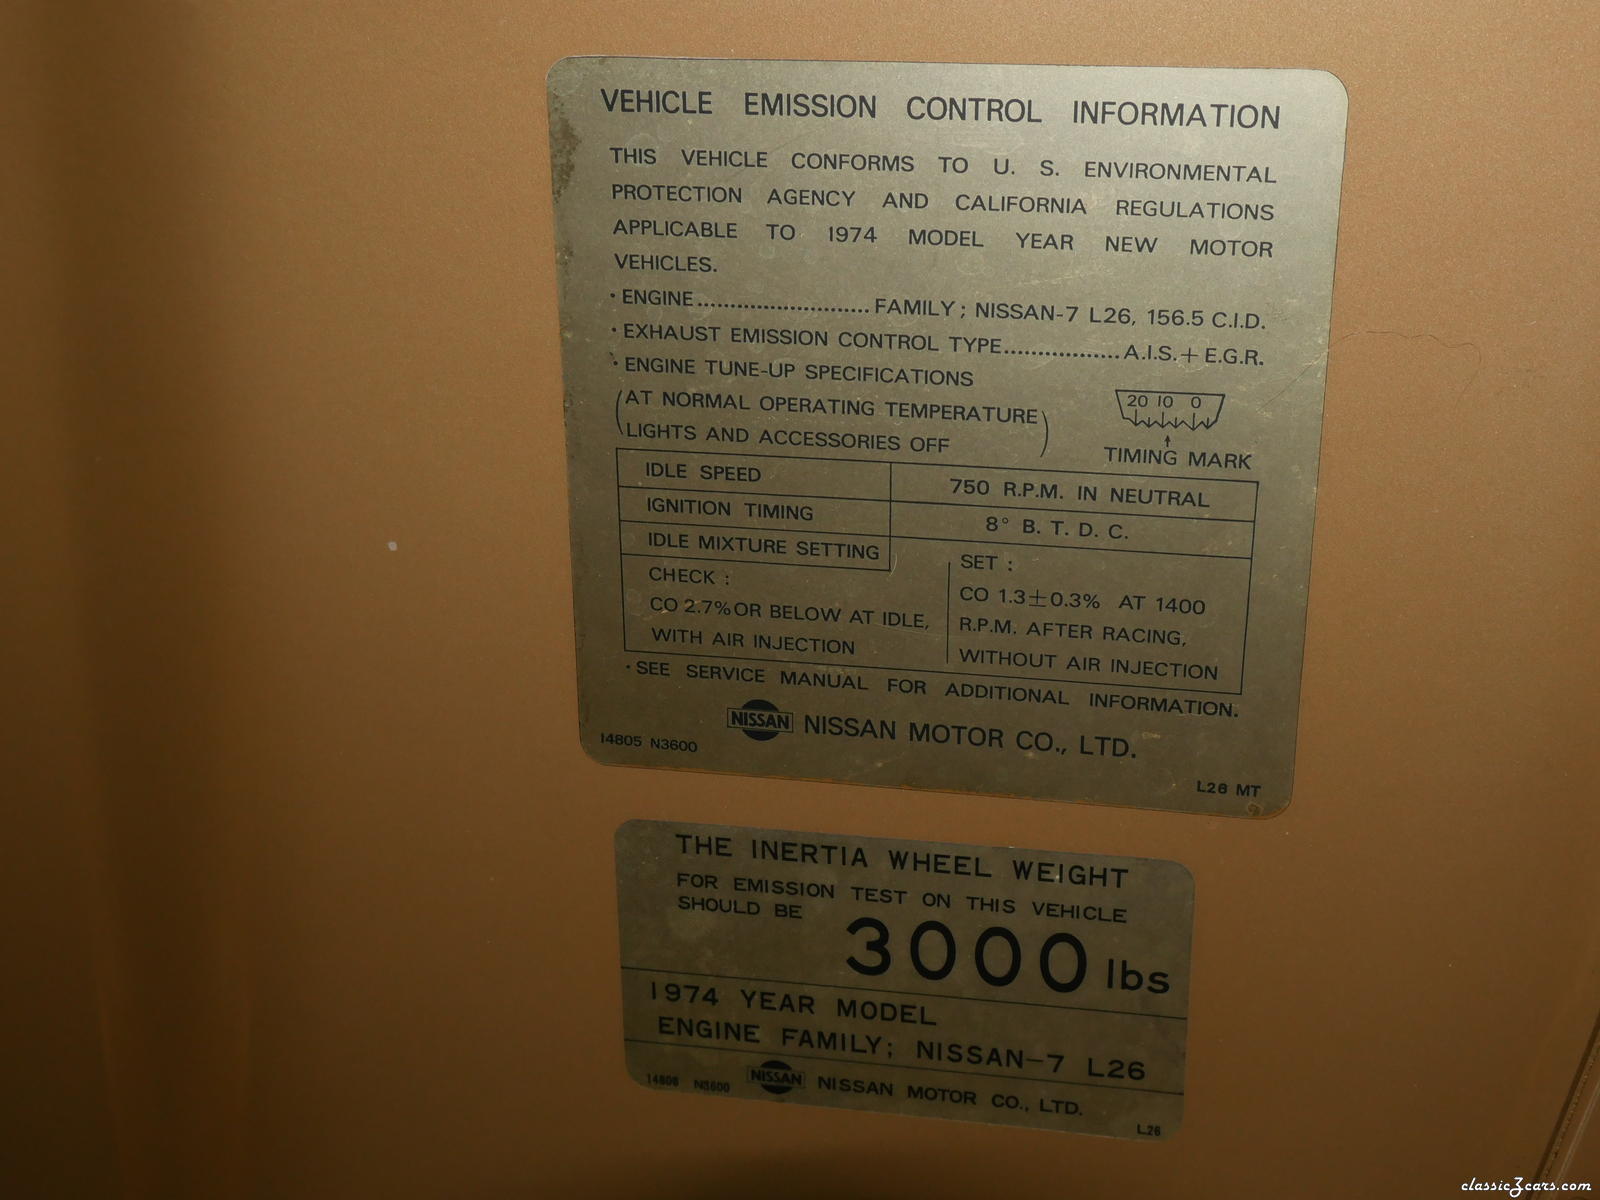 VEHICLE EMISSION CONTROL INFORMATION
THIS VEHICLE CONFORMS TO U. S. ENVIRONMENTAL
PROTECTION AGENCY AND CALIFORNIA REGULATIONS
APPLICABLE TO 1974 MODEL YEAR NEW MOTOR
VEHICLES.
・ENGINE..........................FAMILY ; NISSAN-7 L26, 156.5 C.I.D.
・EXHAUST EMISSION CONTROL TYPE..................A.I.S.+E.G.R.
・ENGINE TUNE-UP SPECIFICATIONS
(AT NORMAL OPERATING TEMPERATURE
LIGHTS AND ACCESSORIES OFF)
20 10 0
TIMING MARK
IDLE SPEED 750 R.P.M. IN NEUTRAL
IGNITION TIMING 8° B. T. D. C.
IDLE MIXTURE SETTING
CHECK :
CO 2.7% OR BELOW AT IDLE,
WITH AIR INJECTION
SET :
CO 1.3±0.3% AT 1400
R.P.M. AFTER RACING,
WITHOUT AIR INJECTION
・SEE SERVICE MANUAL FOR ADDITIONAL INFORMATION.
NISSAN NISSAN MOTOR CO., LTD.
14805 N3600
L26 MT
THE INERTIA WHEEL WEIGHT
FOR EMISSION TEST ON THIS VEHICLE
SHOULD BE
3000 lbs
1974 YEAR MODEL
ENGINE FAMILY; NISSAN-7 L26
14806 N3600 NISSAN NISSAN MOTOR CO., LTD.
L26
classicZcars.com